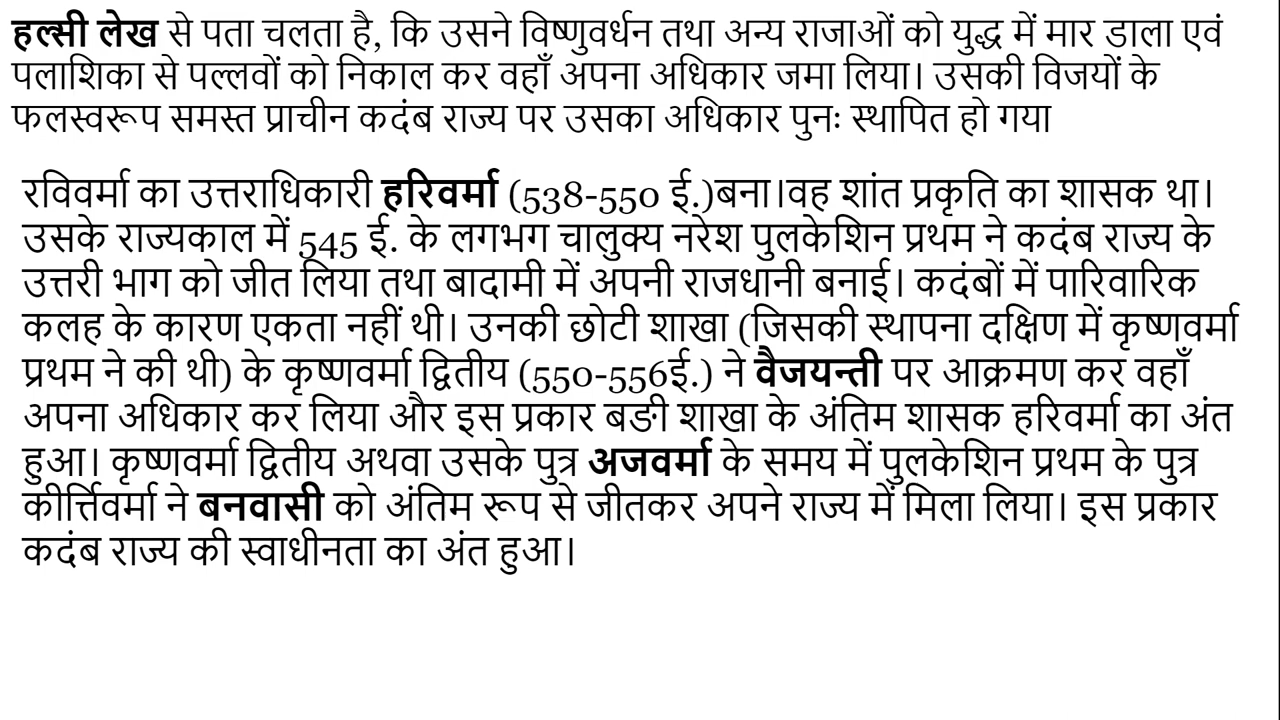 हल्सी लेख से पता चलता है, कि उसने विष्णुवर्धन तथा अन्य राजाओं को युद्ध में मार डाला एवं
पलाशिका से पल्लवों को निकाल कर वहाँ अपना अधिकार जमा लिया। उसकी विजयों के
फलस्वरूप समस्त प्राचीन कदंब राज्य पर उसका अधिकार पुनः स्थापित हो गया
रविवर्मा का उत्तराधिकारी हरिवर्मा (538-550 ई.)बना।वह शांत प्रकृति का शासक था।
उसके राज्यकाल में 545 ई. के लगभग चालुक्य नरेश पुलकेशिन प्रथम ने कदंब राज्य के
उत्तरी भाग को जीत लिया तथा बादामी में अपनी राजधानी बनाई। कदंबों में पारिवारिक
कलह के कारण एकता नहीं थी। उनकी छोटी शाखा (जिसकी स्थापना दक्षिण में कृष्णवर्मा
प्रथम ने की थी) के कृष्णवर्मा द्वितीय (550-556ई.) ने वैजयन्ती पर आक्रमण कर वहाँ
अपना अधिकार कर लिया और इस प्रकार बङी शाखा के अंतिम शासक हरिवर्मा का अंत
हुआ। कृष्णवर्मा द्वितीय अथवा उसके पुत्र अजवर्मा के समय में पुलकेशिन प्रथम के पुत्र
कीर्त्तिवर्मा ने बनवासी को अंतिम रूप से जीतकर अपने राज्य में मिला लिया। इस प्रकार
कदंब राज्य की स्वाधीनता का अंत हुआ।